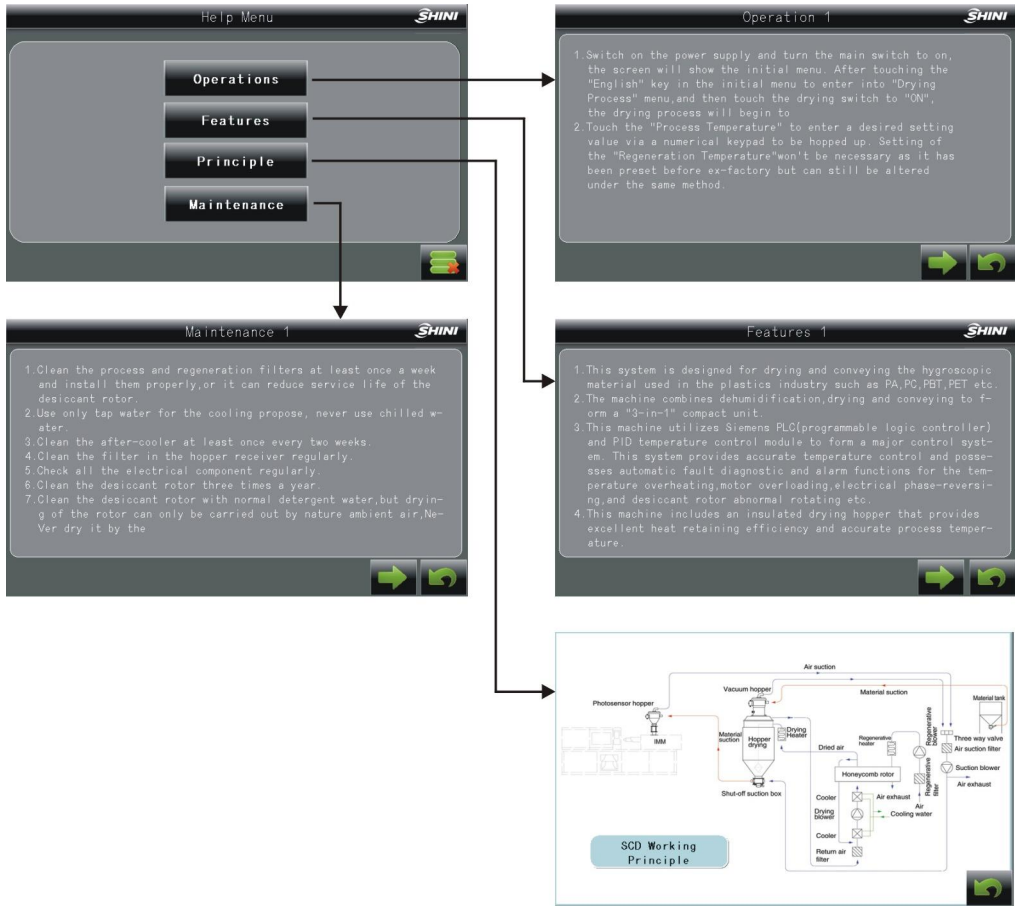 Help Menu
SHINI
Operations
Features
Principle
Maintenance
Operation 1
SHINI
1.Switch on the power supply and turn the main switch to on,
the screen will show the initial menu. After touching the
"English" key in the initial menu to enter into "Drying
Process" menu,and then touch the drying switch to "ON",
the drying process will begin to
2.Touch the "Process Temperature" to enter a desired setting
value via a numerical keypad to be hopped up. Setting of
the "Regeneration Temperature"won't be necessary as it has
been preset before ex-factory but can still be altered
under the same method.
Maintenance 1
SHINI
1.Clean the process and regeneration filters at least once a week
and install them properly,or it can reduce service life of the
desiccant rotor.
2.Use only tap water for the cooling propose, never use chilled w-
ater.
3.Clean the after-cooler at least once every two weeks.
4.Clean the filter in the hopper receiver regularly.
5.Check all the electrical component regularly.
6.Clean the desiccant rotor three times a year.
7.Clean the desiccant rotor with normal detergent water,but dryin-
g of the rotor can only be carried out by nature ambient air,Ne-
Ver dry it by the
Features 1
SHINI
1.This system is designed for drying and conveying the hygroscopic
material used in the plastics industry such as PA,PC,PBT,PET etc.
2.The machine combines dehumidification,drying and conveying to f-
orm a "3-in-1" compact unit.
3.This machine utilizes Siemens PLC(programmable logic controller)
and PID temperature control module to form a major control syst-
em. This system provides accurate temperature control and posse-
sses automatic fault diagnostic and alarm functions for the tem-
perature overheating,motor overloading,electrical phase-reversi-
ng,and desiccant rotor abnormal rotating etc.
4.This machine includes an insulated drying hopper that provides
excellent heat retaining efficiency and accurate process temper-
ature.
Air suction
Vacuum hopper
Material suction
Material tank
Photosensor hopper
IMM
Material
suction
Hopper
drying
Drying
Heater
Dried air
Regenerative
heater
Regenerative
blower
Three way valve
Air suction filter
Suction blower
Air exhaust
Honeycomb rotor
Regenerative
filter
Shut-off suction box
Cooler
Air exhaust
Air
Drying
blower
Cooling water
Cooler
Return air
filter
SCD Working
Principle